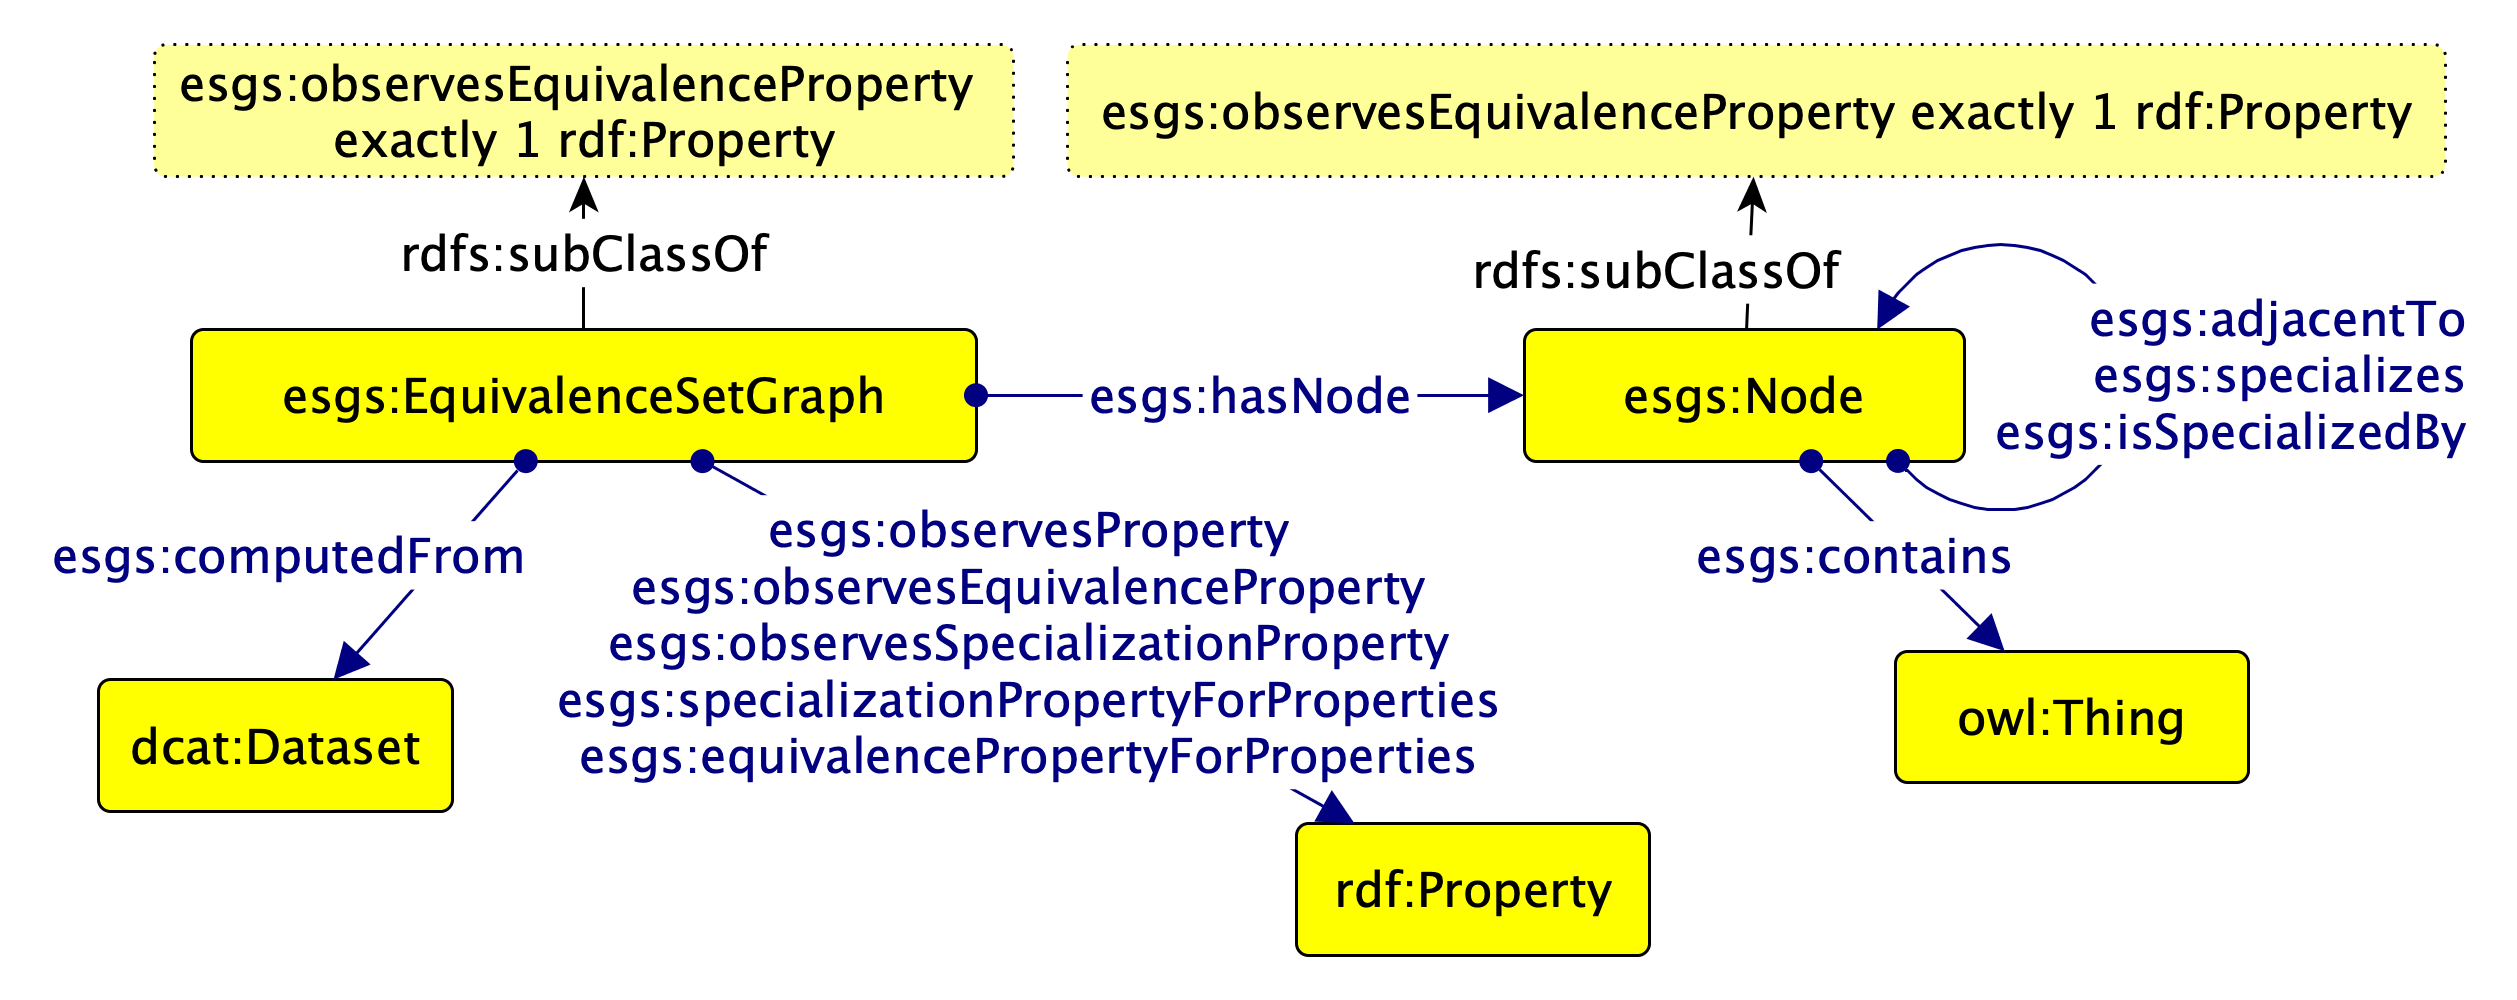 esgs:observesEquivalenceProperty
exactly 1 rdf:Property
esgs:observesEquivalenceProperty exactly 1 rdf:Property
rdfs:subClassOf
rdfs:subClassOf
esgs:EquivalenceSetGraph
esgs:hasNode
esgs:Node
esgs:adjacentTo
esgs:specializes
esgs:isSpecializedBy
esgs:computedFrom
esgs:observesProperty
esgs:observesEquivalenceProperty
esgs:observesSpecializationProperty
esgs:specializationPropertyForProperties
esgs:equivalencePropertyForProperties
esgs:contains
dcat:Dataset
owl:Thing
rdf:Property